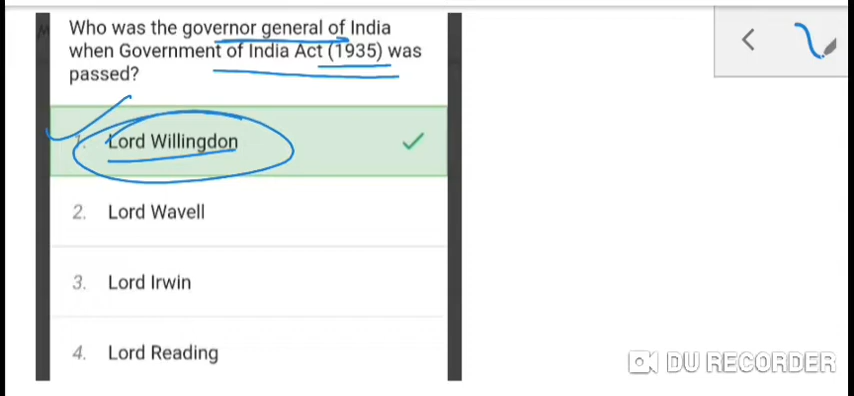 Who was the governor general of India
when Government of India Act (1935) was
passed?
1. Lord Willingdon
2. Lord Wavell
3. Lord Irwin
4. Lord Reading
DU RECORDER